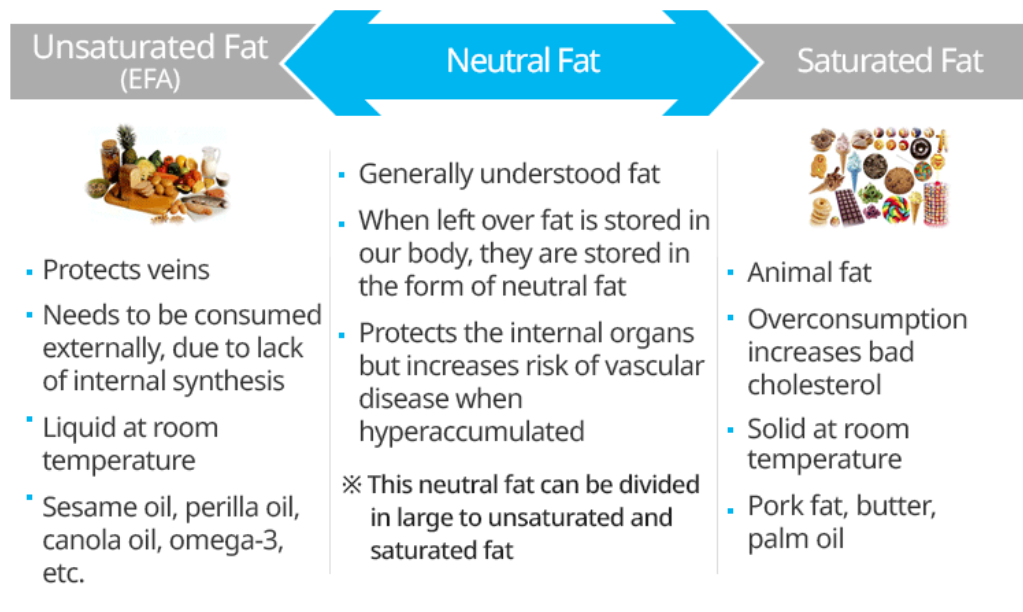 Unsaturated Fat
(EFA)
Neutral Fat
Saturated Fat
▪ Protects veins
▪ Needs to be consumed
externally, due to lack
of internal synthesis
▪ Liquid at room
temperature
▪ Sesame oil, perilla oil,
canola oil, omega-3,
etc.
▪ Generally understood fat
▪ When left over fat is stored in
our body, they are stored in
the form of neutral fat
▪ Protects the internal organs
but increases risk of vascular
disease when
hyperaccumulated
※ This neutral fat can be divided
in large to unsaturated and
saturated fat
▪ Animal fat
▪ Overconsumption
increases bad
cholesterol
▪ Solid at room
temperature
▪ Pork fat, butter,
palm oil